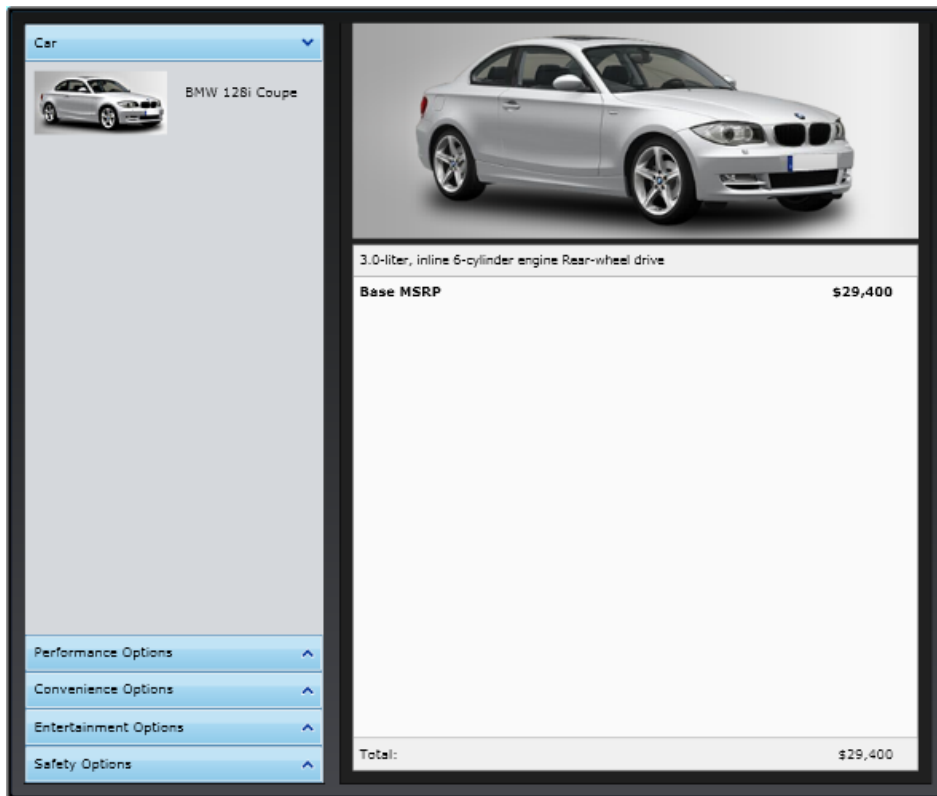 Car
BMW 128i Coupe
Performance Options
Convenience Options
Entertainment Options
Safety Options
3.0-liter, inline 6-cylinder engine Rear-wheel drive
Base MSRP $29,400
Total: $29,400